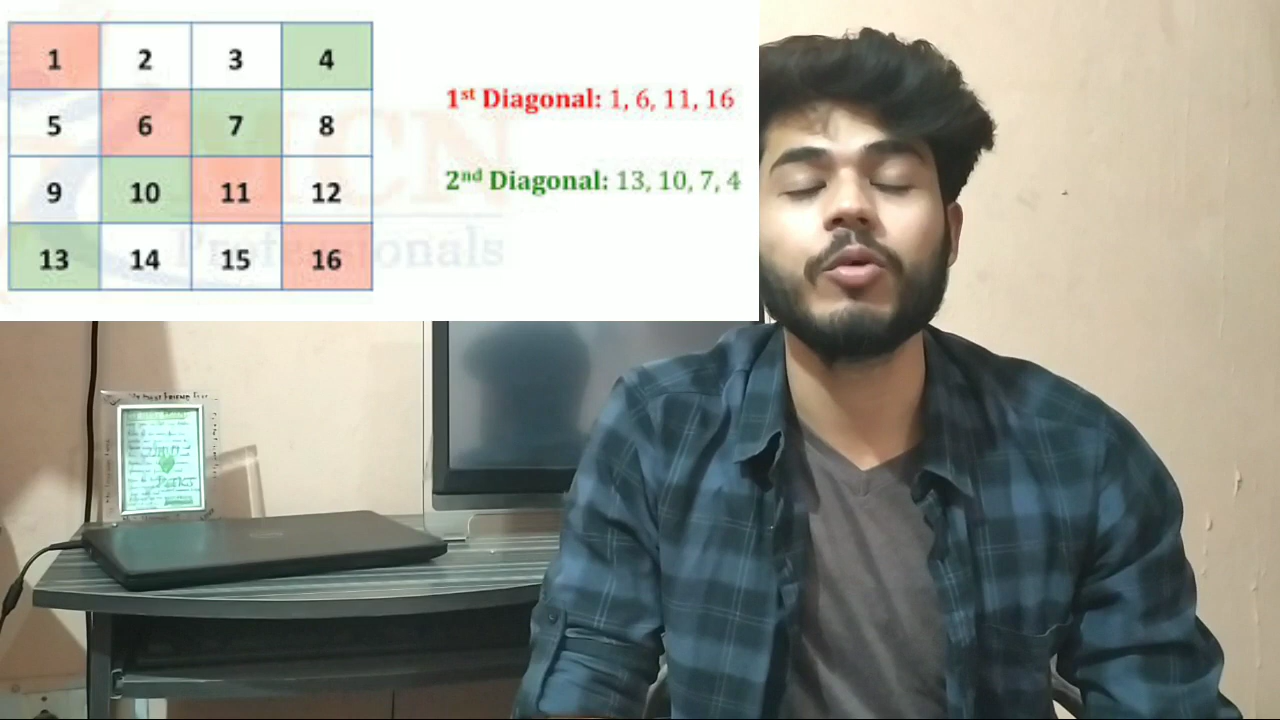 1 2 3 4
5 6 7 8
9 10 11 12
13 14 15 16
1st Diagonal: 1, 6, 11, 16
2nd Diagonal: 13, 10, 7, 4